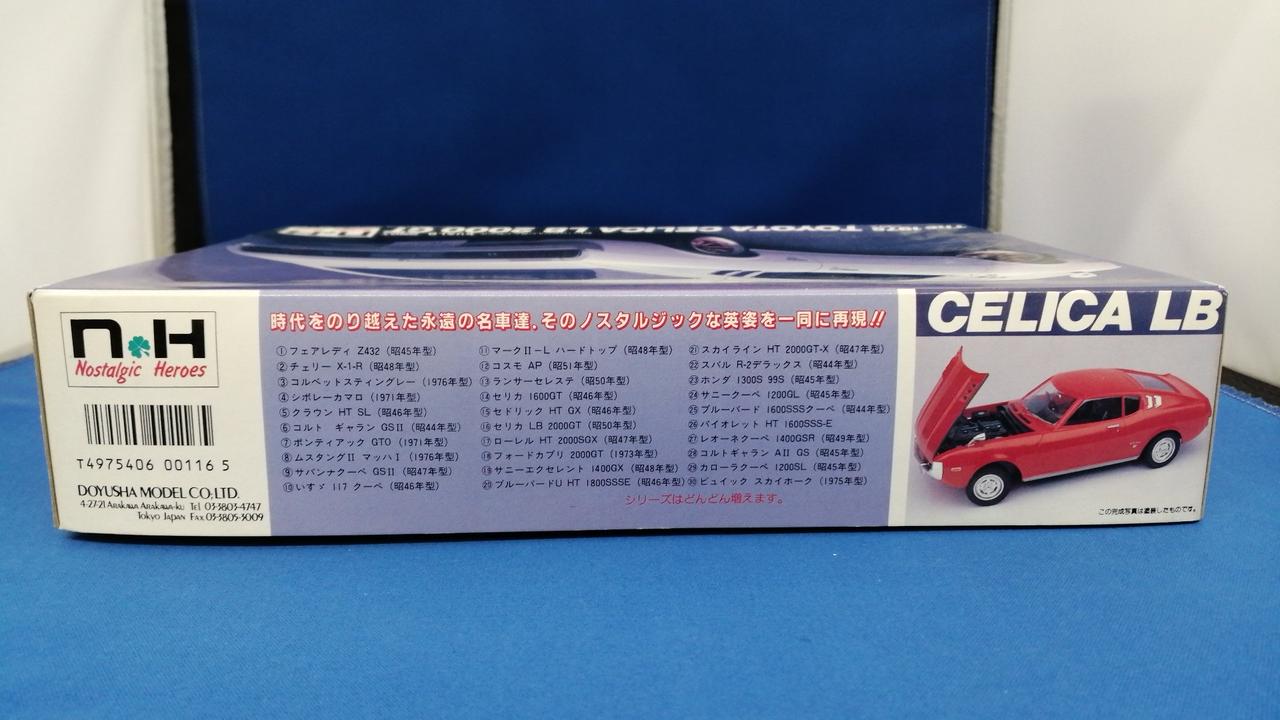 THE 1975 TOYOTA CELICA LB 2000 GT
n H
Nostalgic Heroes
T4975406 00116 5
DOYUSHA MODEL CO,LTD.
4-27-21 Arakawa Arakawa-ku Tel 03-3803-4747
Tokyo Japan Fax 03-3803-3009
時代をのり越えた永遠の名車達,そのノスタルジックな英姿を一同に再現!!
①フェアレディ Z432(昭45年型)
②チェリー X-1-R(昭48年型)
③コルベットスティングレー(1976年型)
④シボレーカマロ(1971年型)
⑤クラウン HT SL(昭46年型)
⑥コルト ギャラン GSⅡ(昭44年型)
⑦ポンティアック GTO(1971年型)
⑧ムスタングⅡ マッハⅠ(1976年型)
⑨サバンナクーペ GSⅡ(昭47年型)
⑩いすゞ 117 クーペ(昭46年型)
⑪マークⅡ-L ハードトップ(昭48年型)
⑫コスモ AP(昭51年型)
⑬ランサーセレステ(昭50年型)
⑭セリカ 1600GT(昭46年型)
⑮セドリック HT GX(昭46年型)
⑯セリカ LB 2000GT(昭50年型)
⑰ローレル HT 2000SGX(昭47年型)
⑱フォードカプリ 2000GT(1973年型)
⑲サニーエクセレント 1400GX(昭48年型)
⑳ブルーバードU HT 1800SSSE(昭46年型)
㉑スカイライン HT 2000GT-X(昭47年型)
㉒スバル R-2デラックス(昭44年型)
㉓ホンダ 1300S 99S(昭45年型)
㉔サニークーペ 1200GL(昭45年型)
㉕ブルーバード 1600SSSクーペ(昭44年型)
㉖バイオレット HT 1600SSS-E
㉗レオーネクーペ 1400GSR(昭49年型)
㉘コルトギャラン AⅡ GS(昭45年型)
㉙カローラクーペ 1200SL(昭45年型)
㉚ビュイック スカイホーク(1975年型)
シリーズはどんどん増えます。
CELICA LB
この完成写真は塗装したものです。